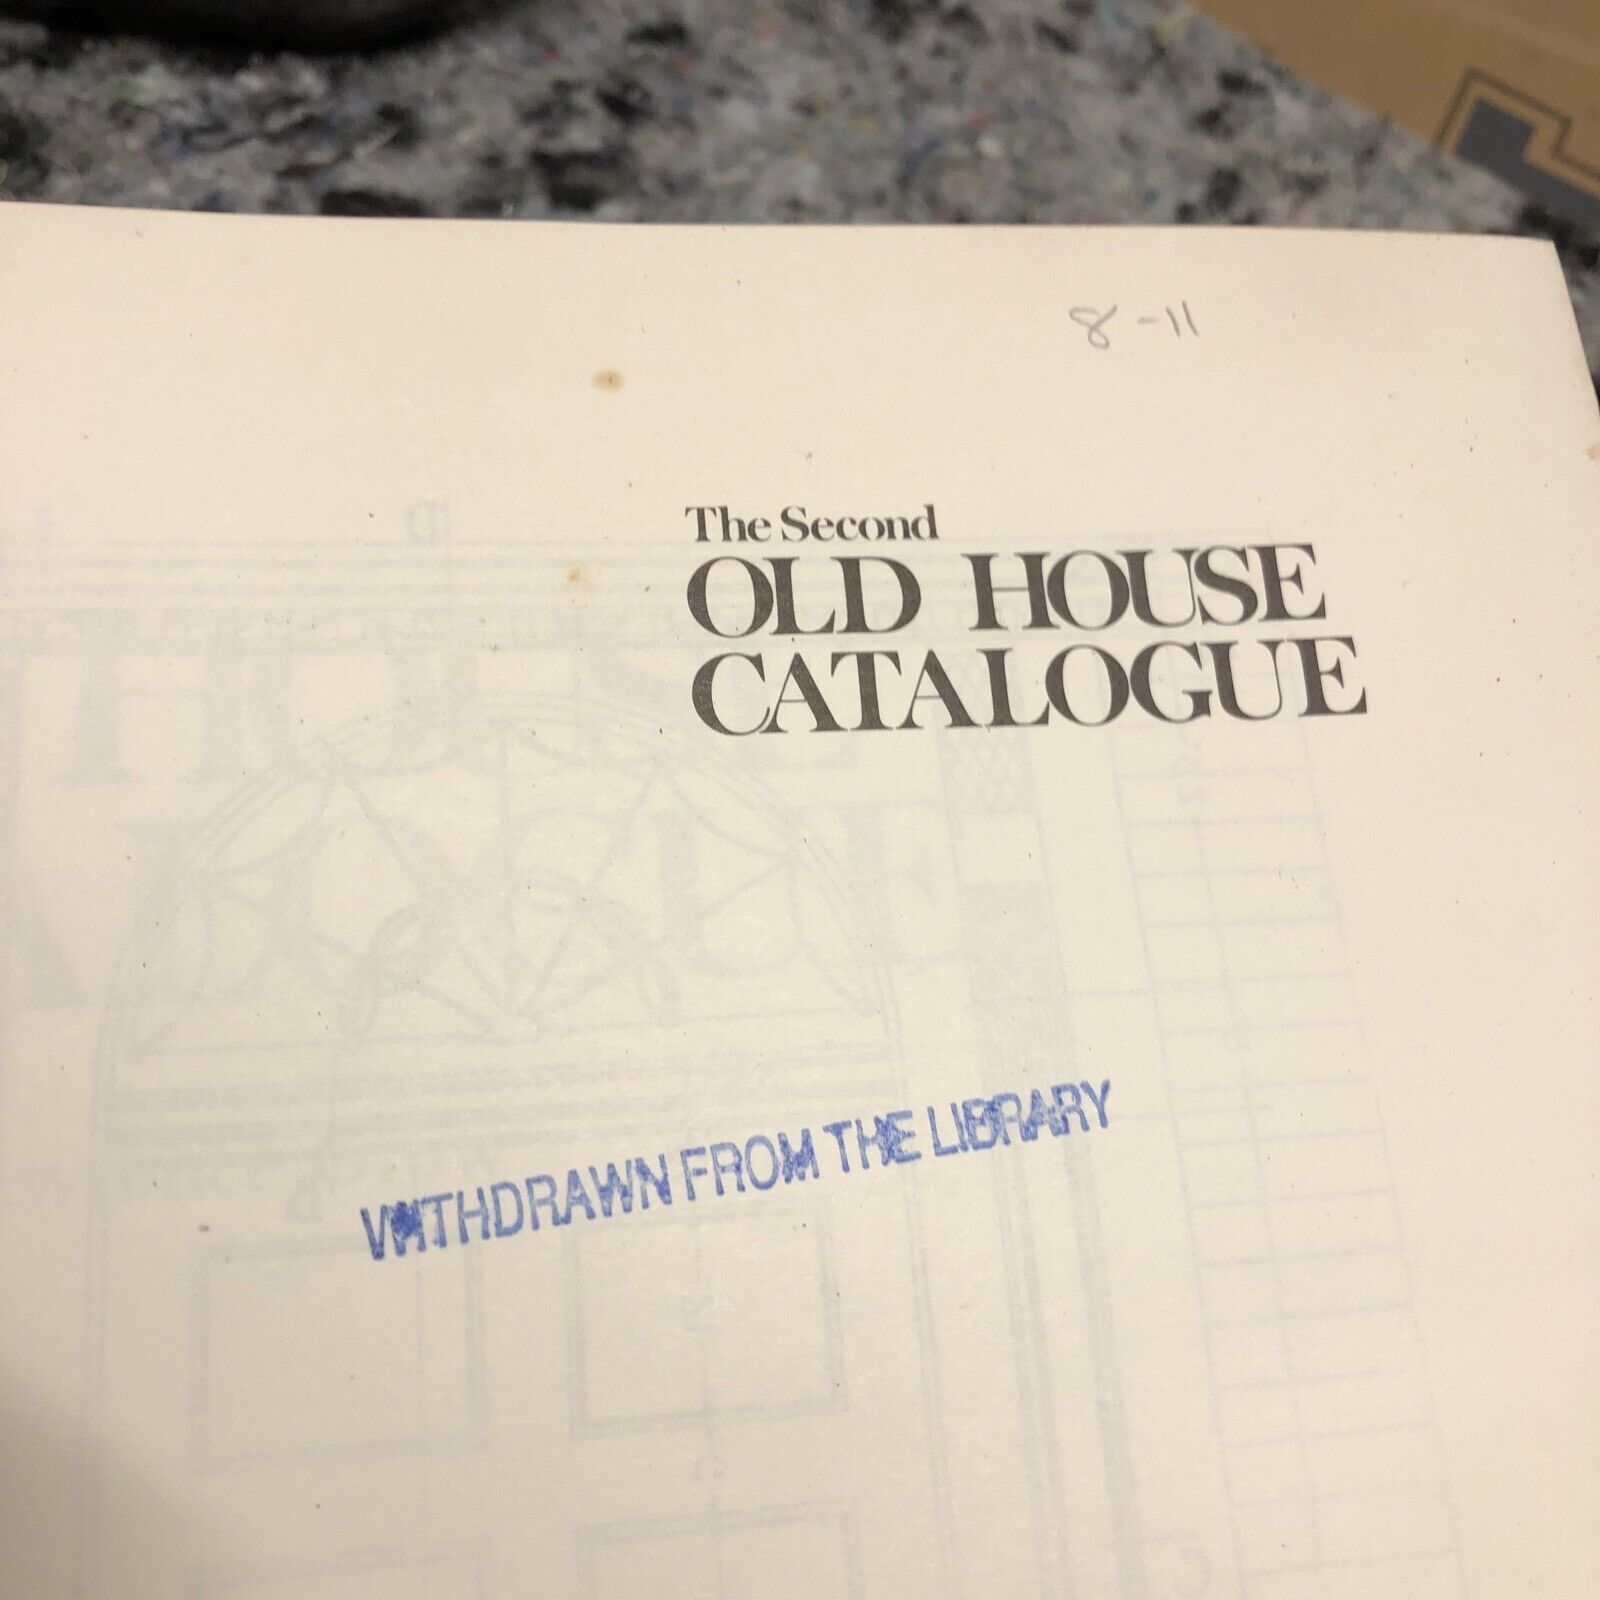 8-11
The Second
OLD HOUSE
CATALOGUE
WITHDRAWN FROM THE LIBRARY